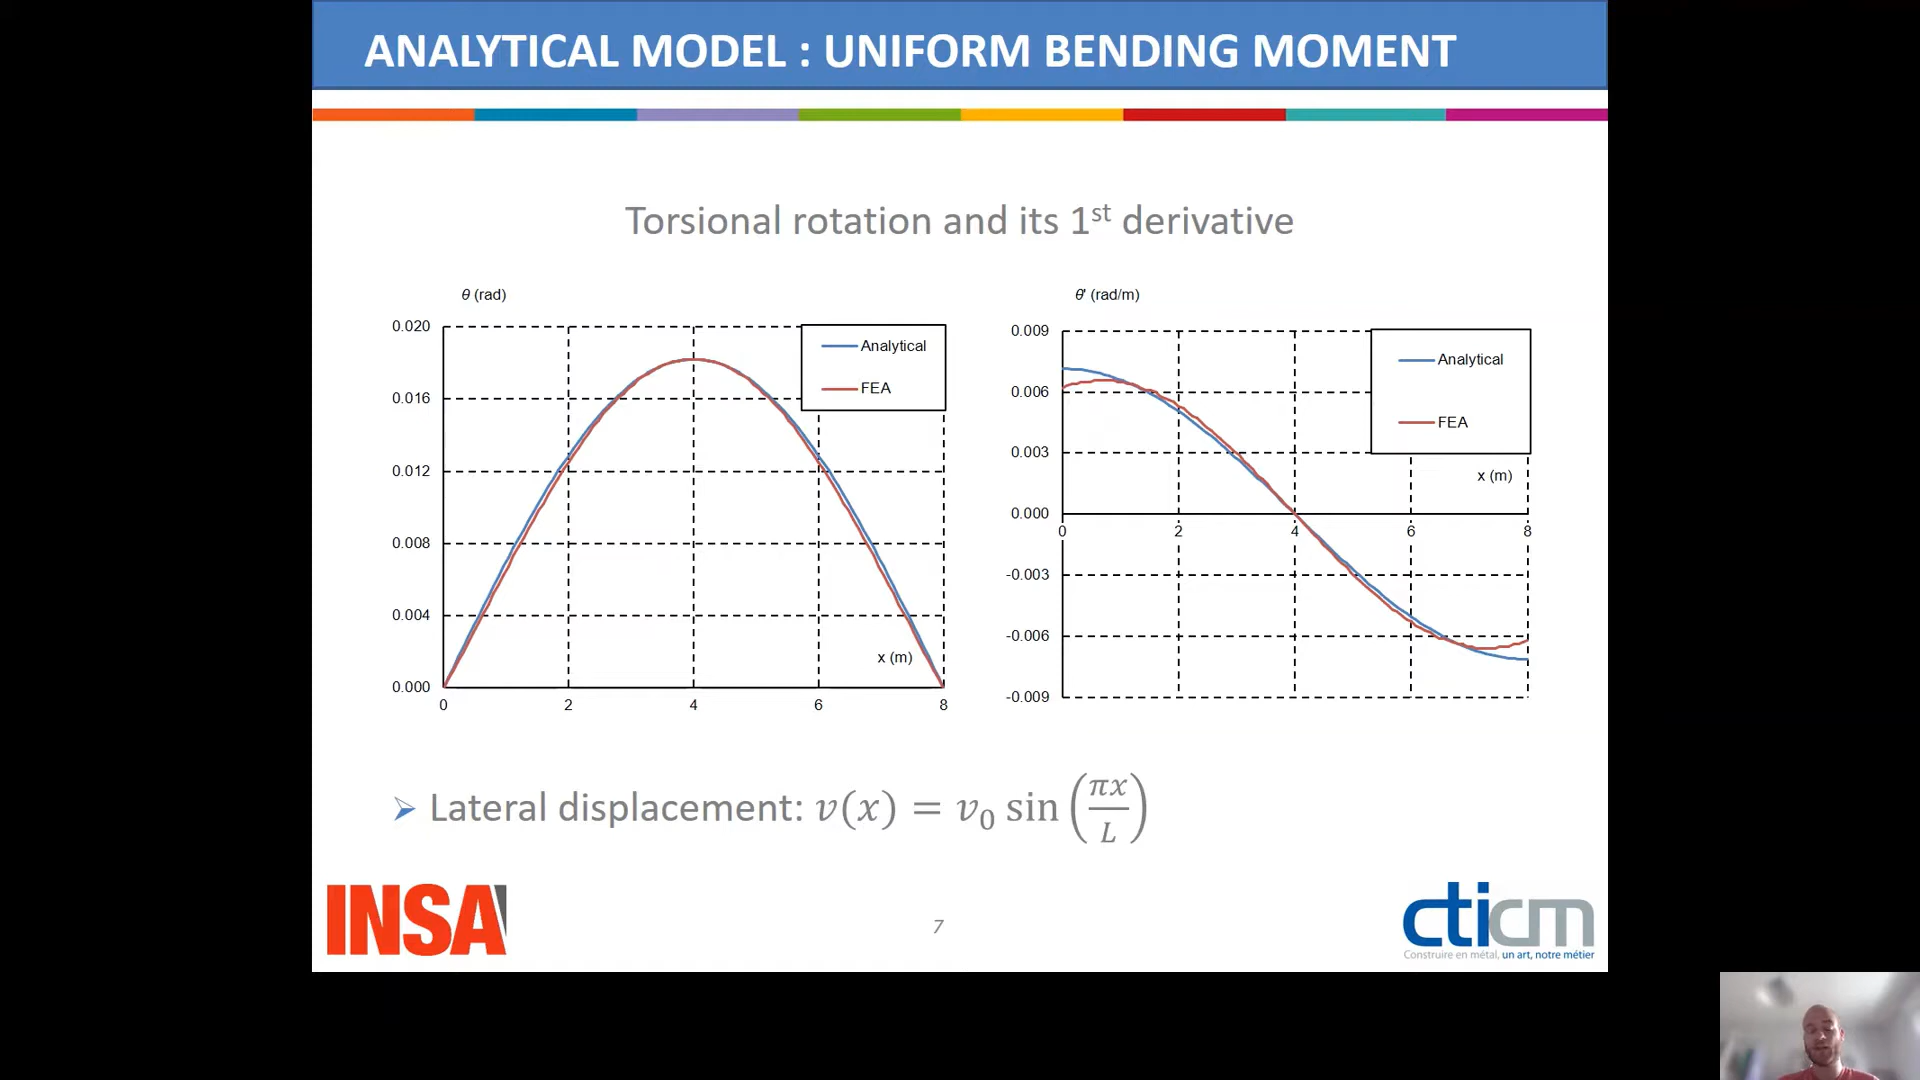 ANALYTICAL MODEL : UNIFORM BENDING MOMENT
Torsional rotation and its 1st derivative
θ (rad)
0.020
0.016
0.012
0.008
0.004
0.000
0 2 4 6 8
x (m)
Analytical
FEA
θ' (rad/m)
0.009
0.006
0.003
0.000
-0.003
-0.006
-0.009
0 2 4 6 8
x (m)
Analytical
FEA
➢ Lateral displacement: v(x) = v₀ sin(πx/L)
INSA
7
cticm
Construire en métal, un art, notre métier